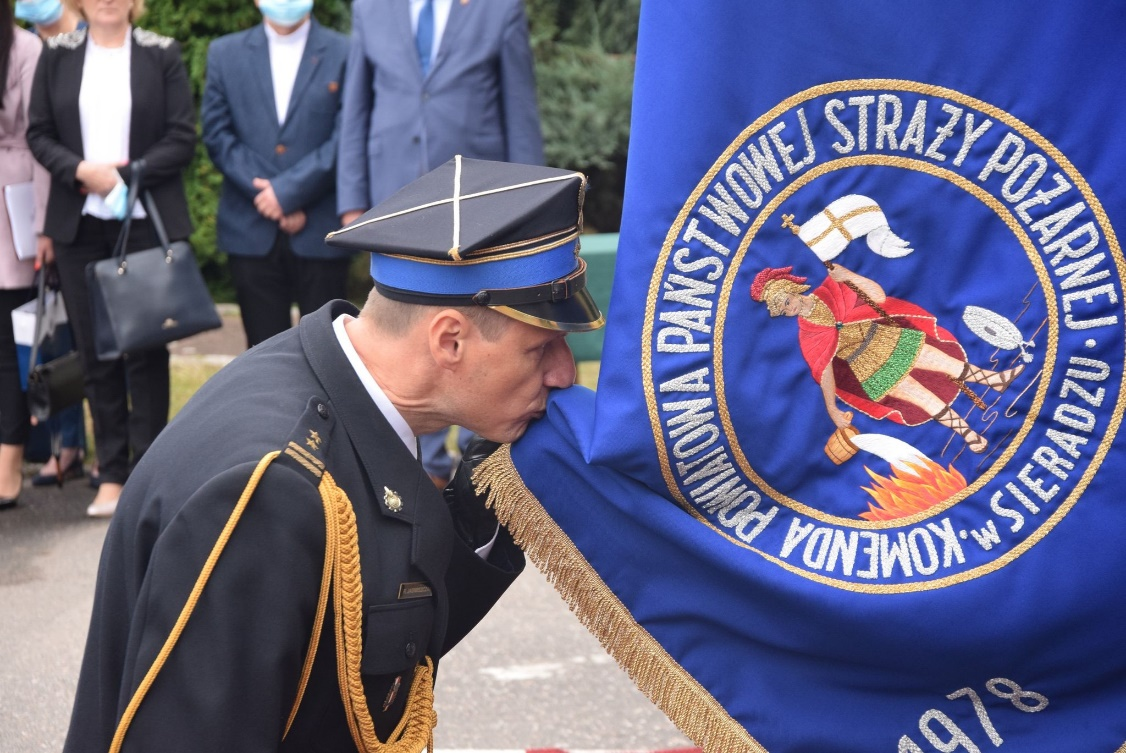 KOMENDA POWIATOWA PAŃSTWOWEJ STRAŻY POŻARNEJ • w SIERADZU •
1978